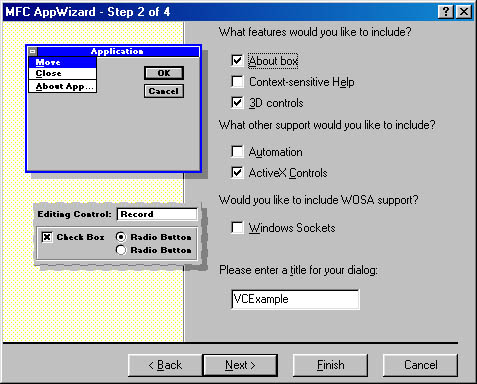 MFC AppWizard - Step 2 of 4
Application
Move
Close
About App...
OK
Cancel
Editing Control: Record
Check Box
Radio Button
Radio Button
What features would you like to include?
About box
Context-sensitive Help
3D controls
What other support would you like to include?
Automation
ActiveX Controls
Would you like to include WOSA support?
Windows Sockets
Please enter a title for your dialog:
VCExample
< Back
Next >
Finish
Cancel